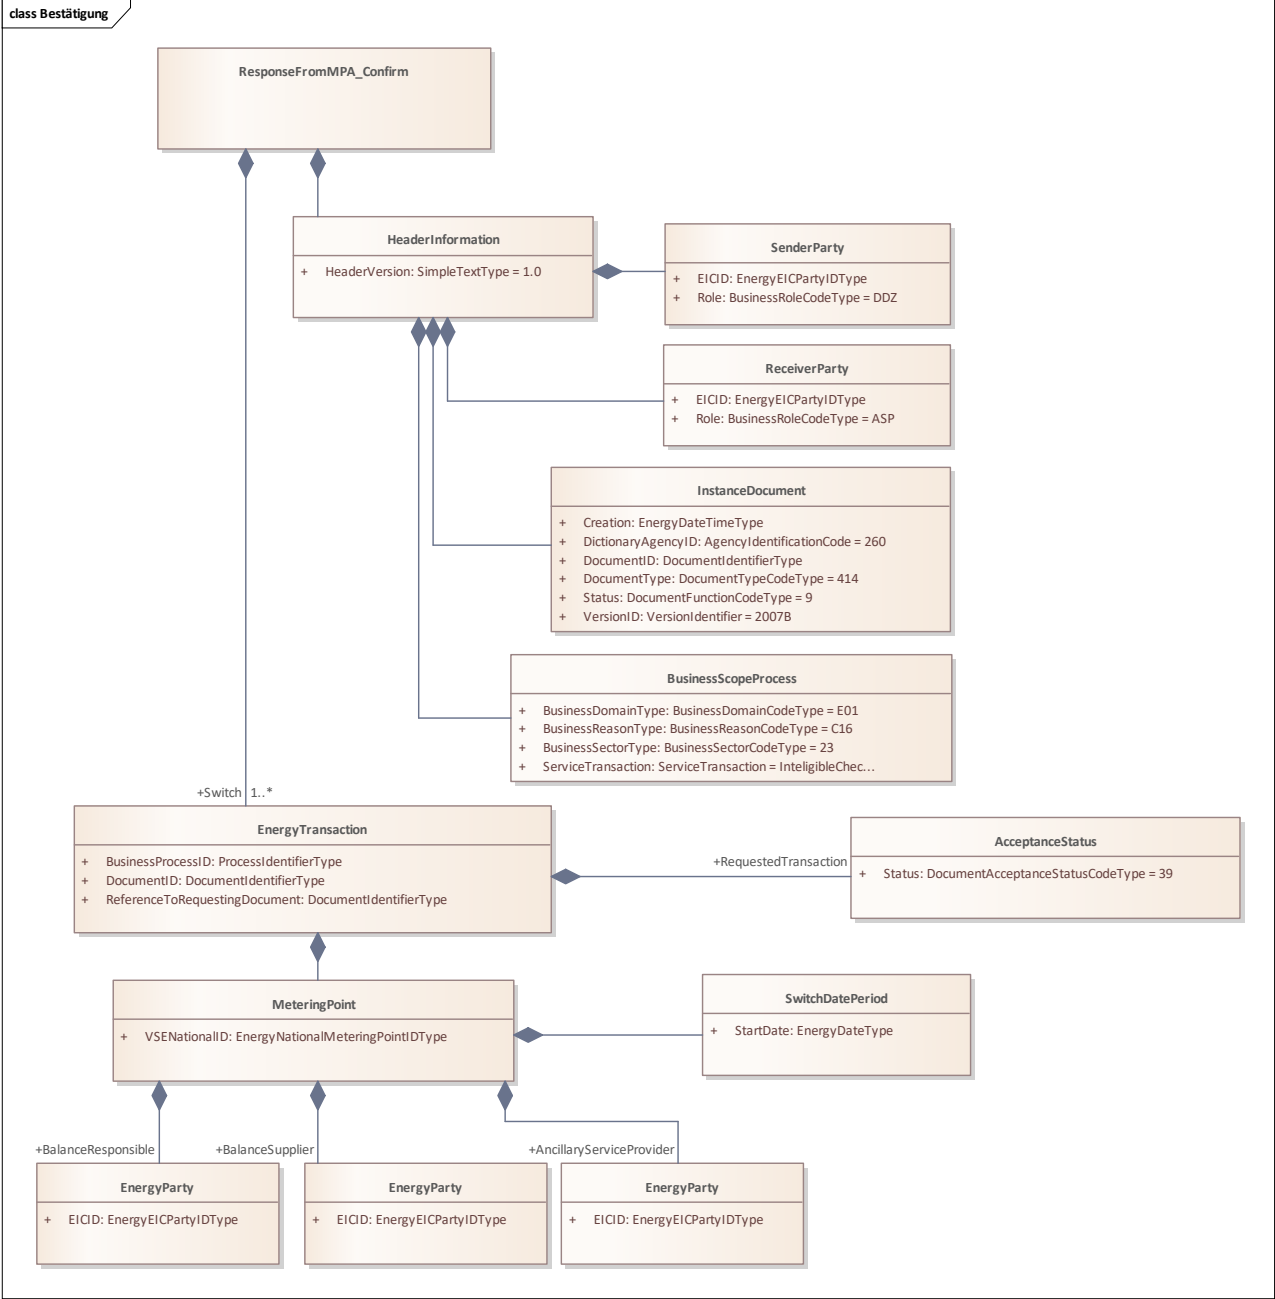 class Bestätigung
ResponseFromMPA_Confirm
HeaderInformation
+ HeaderVersion: SimpleTextType = 1.0
SenderParty
+ EICID: EnergyEICPartyIDType
+ Role: BusinessRoleCodeType = DDZ
ReceiverParty
+ EICID: EnergyEICPartyIDType
+ Role: BusinessRoleCodeType = ASP
InstanceDocument
+ Creation: EnergyDateTimeType
+ DictionaryAgencyID: AgencyIdentificationCode = 260
+ DocumentID: DocumentIdentifierType
+ DocumentType: DocumentTypeCodeType = 414
+ Status: DocumentFunctionCodeType = 9
+ VersionID: VersionIdentifier = 2007B
BusinessScopeProcess
+ BusinessDomainType: BusinessDomainCodeType = E01
+ BusinessReasonType: BusinessReasonCodeType = C16
+ BusinessSectorType: BusinessSectorCodeType = 23
+ ServiceTransaction: ServiceTransaction = InteligibleChec...
+Switch 1..*
EnergyTransaction
+ BusinessProcessID: ProcessIdentifierType
+ DocumentID: DocumentIdentifierType
+ ReferenceToRequestingDocument: DocumentIdentifierType
+RequestedTransaction
AcceptanceStatus
+ Status: DocumentAcceptanceStatusCodeType = 39
MeteringPoint
+ VSENationalID: EnergyNationalMeteringPointIDType
SwitchDatePeriod
+ StartDate: EnergyDateType
+BalanceResponsible
+BalanceSupplier
+AncillaryServiceProvider
EnergyParty
+ EICID: EnergyEICPartyIDType
EnergyParty
+ EICID: EnergyEICPartyIDType
EnergyParty
+ EICID: EnergyEICPartyIDType